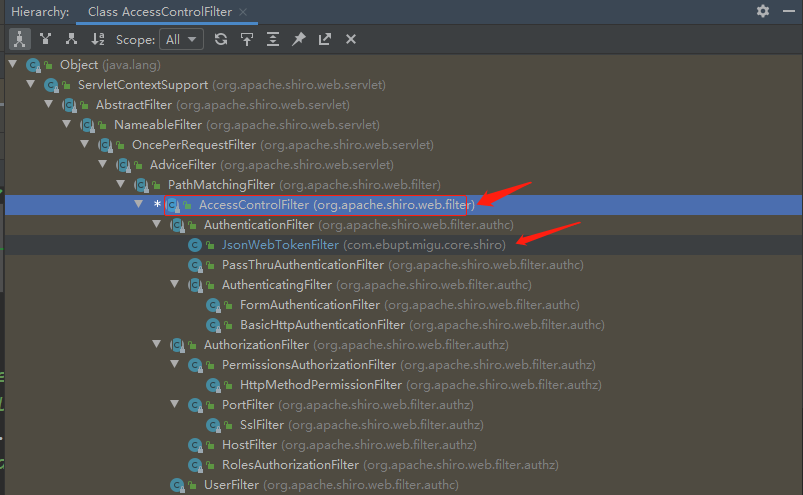 Hierarchy: Class AccessControlFilter
Scope: All
Object (java.lang)
ServletContextSupport (org.apache.shiro.web.servlet)
AbstractFilter (org.apache.shiro.web.servlet)
NameableFilter (org.apache.shiro.web.servlet)
OncePerRequestFilter (org.apache.shiro.web.servlet)
AdviceFilter (org.apache.shiro.web.servlet)
PathMatchingFilter (org.apache.shiro.web.filter)
* AccessControlFilter (org.apache.shiro.web.filter)
AuthenticationFilter (org.apache.shiro.web.filter.authc)
JsonWebTokenFilter (com.ebupt.migu.core.shiro)
PassThruAuthenticationFilter (org.apache.shiro.web.filter.authc)
AuthenticatingFilter (org.apache.shiro.web.filter.authc)
FormAuthenticationFilter (org.apache.shiro.web.filter.authc)
BasicHttpAuthenticationFilter (org.apache.shiro.web.filter.authc)
AuthorizationFilter (org.apache.shiro.web.filter.authz)
PermissionsAuthorizationFilter (org.apache.shiro.web.filter.authz)
HttpMethodPermissionFilter (org.apache.shiro.web.filter.authz)
PortFilter (org.apache.shiro.web.filter.authz)
SslFilter (org.apache.shiro.web.filter.authz)
HostFilter (org.apache.shiro.web.filter.authz)
RolesAuthorizationFilter (org.apache.shiro.web.filter.authz)
UserFilter (org.apache.shiro.web.filter.authc)